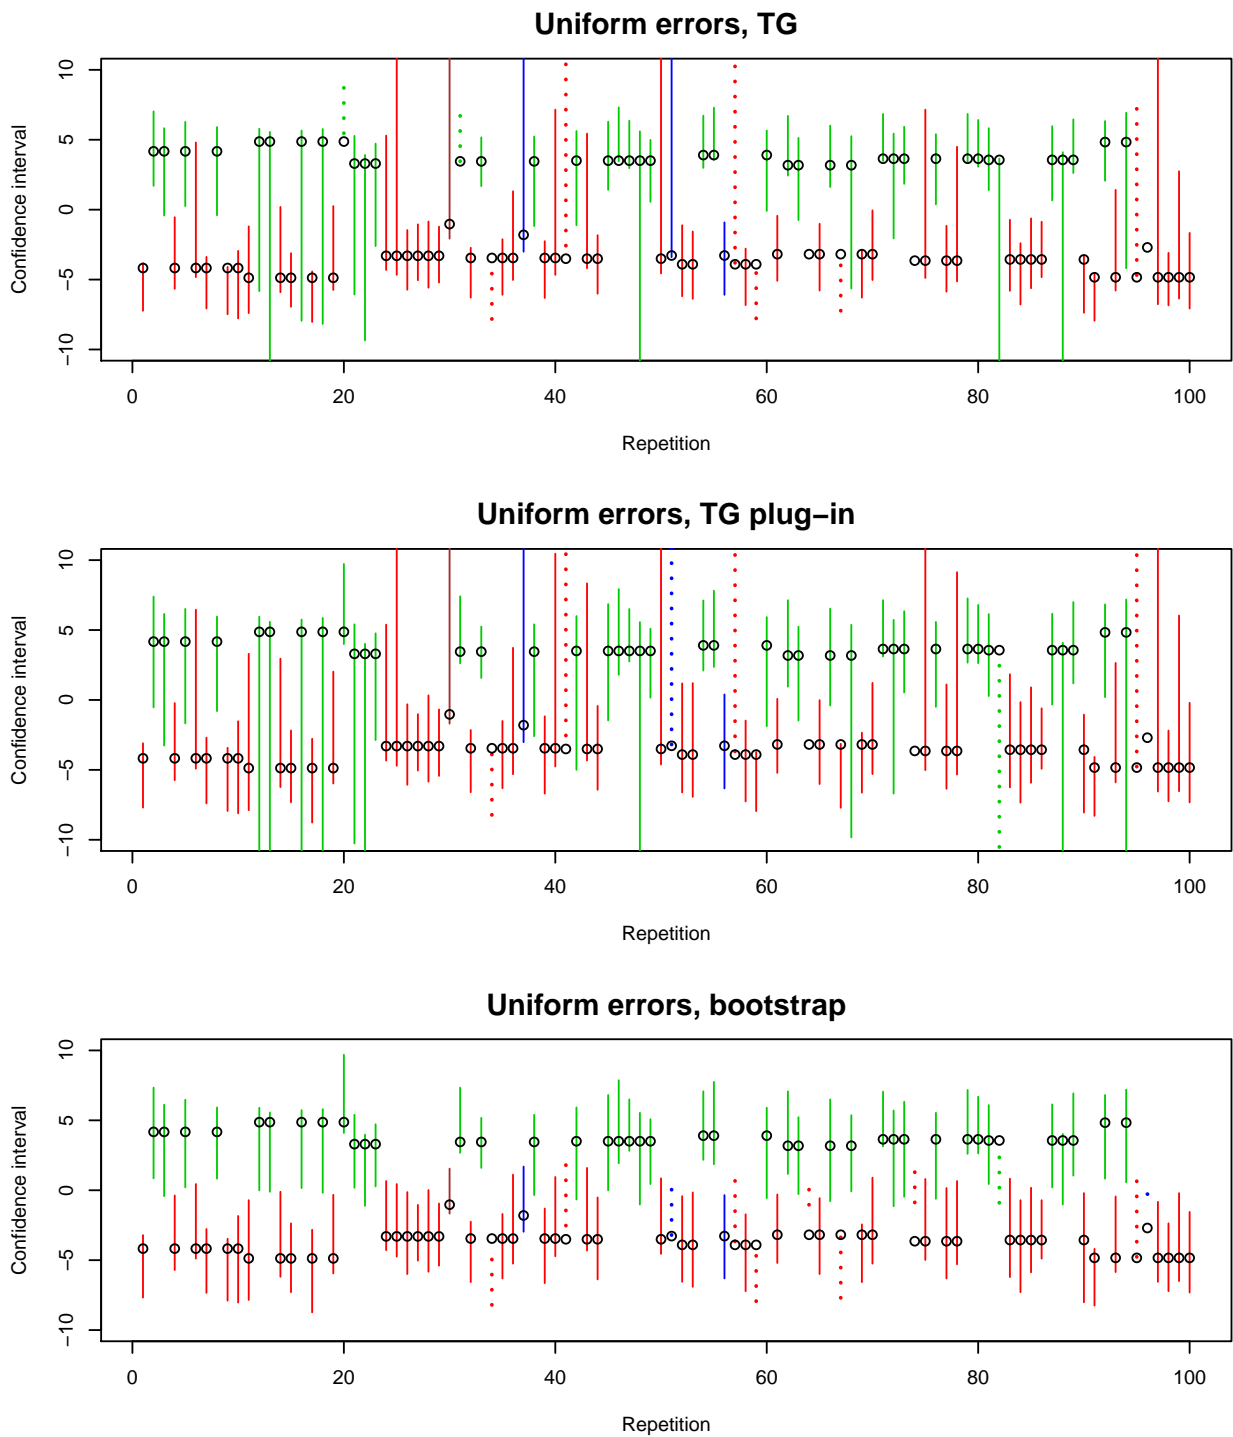 Uniform errors, TG
Confidence interval
10
5
0
−5
−10
0 20 40 60 80 100
Repetition
Uniform errors, TG plug−in
Confidence interval
10
5
0
−5
−10
0 20 40 60 80 100
Repetition
Uniform errors, bootstrap
Confidence interval
10
5
0
−5
−10
0 20 40 60 80 100
Repetition